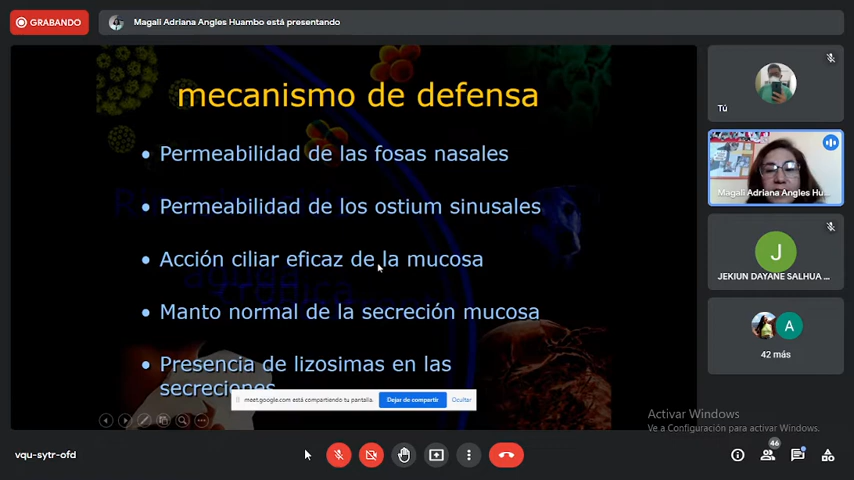 GRABANDO
Magali Adriana Angles Huambo está presentando
mecanismo de defensa
• Permeabilidad de las fosas nasales
• Permeabilidad de los ostium sinusales
• Acción ciliar eficaz de la mucosa
• Manto normal de la secreción mucosa
• Presencia de lizosimas en las
secreciones
meet.google.com está compartiendo tu pantalla.
Dejar de compartir
Ocultar
Tú
Magali Adriana Angles Hu...
J
JEKIUN DAYANE SALHUA ...
A
42 más
Activar Windows
Ve a Configuración para activar Windows.
vqu-sytr-ofd
46